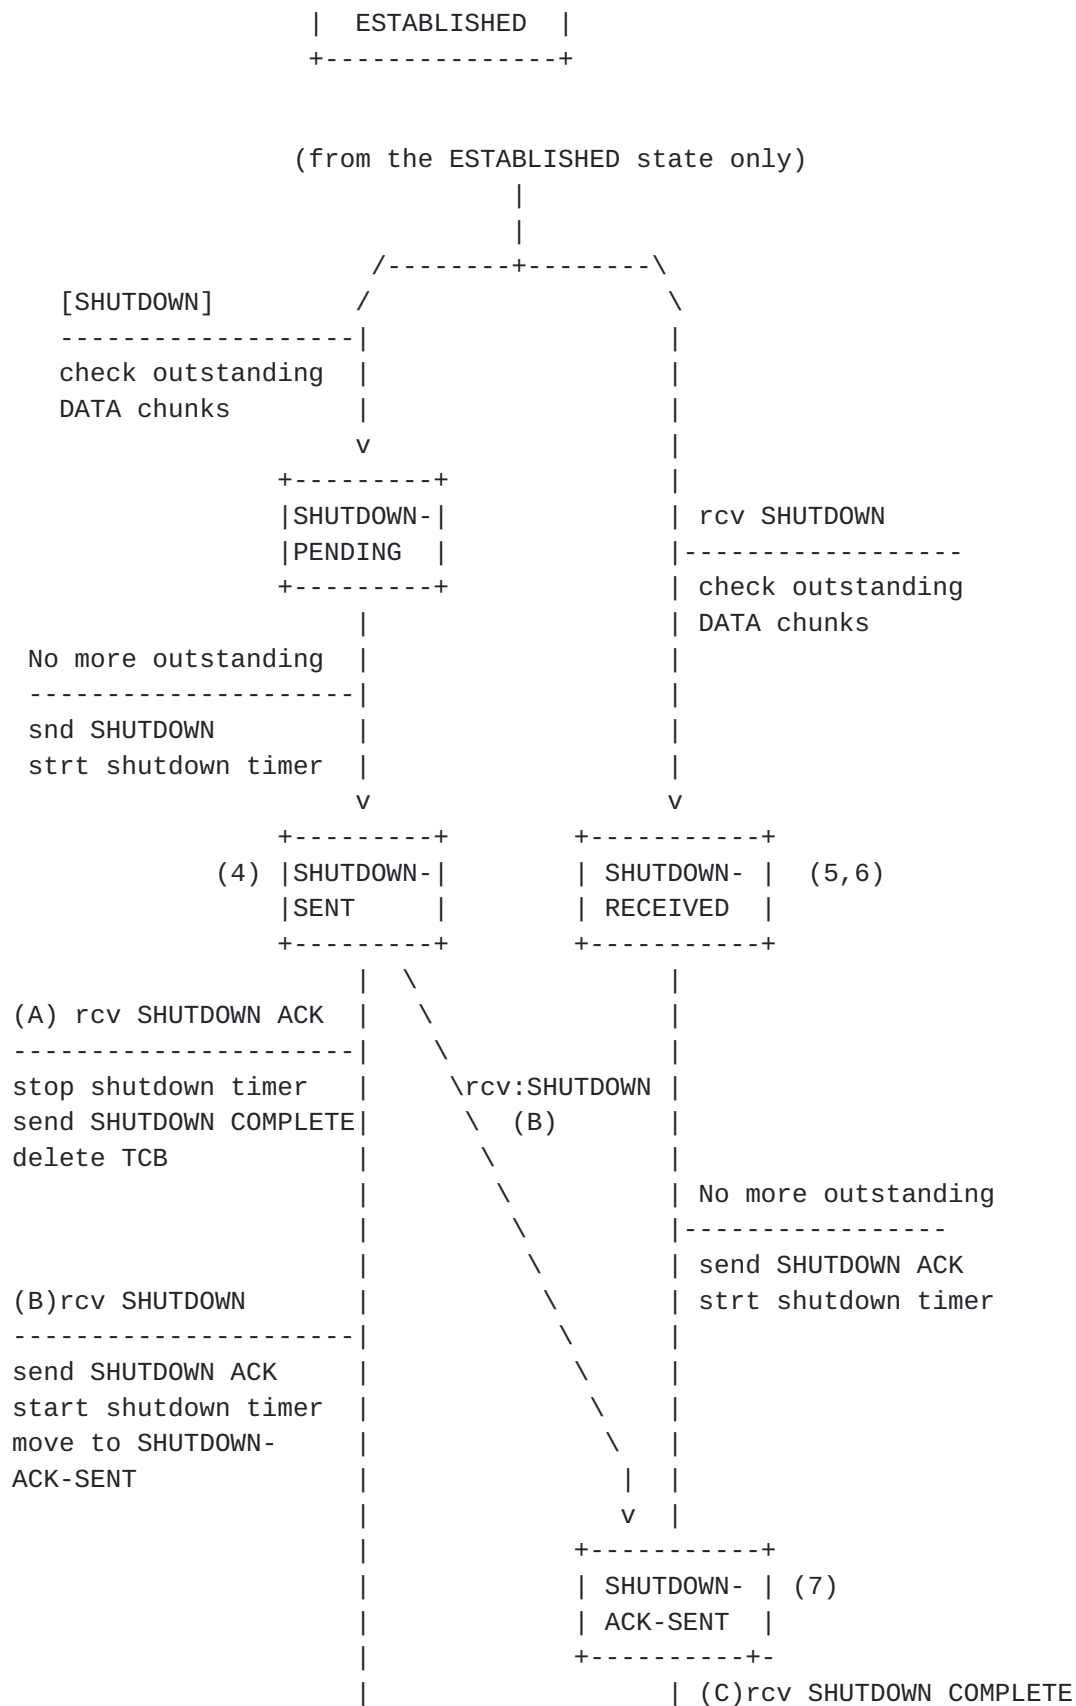 |  ESTABLISHED  |
                   +---------------+


                  (from the ESTABLISHED state only)
                                |
                                |
                       /--------+--------\
   [SHUTDOWN]         /                   \
   -------------------|                   |
   check outstanding  |                   |
   DATA chunks        |                   |
                      v                   |
                 +---------+              |
                 |SHUTDOWN-|              | rcv SHUTDOWN
                 |PENDING  |              |------------------
                 +---------+              | check outstanding
                      |                   | DATA chunks
 No more outstanding  |                   |
 ---------------------|                   |
 snd SHUTDOWN         |                   |
 strt shutdown timer  |                   |
                      v                   v
                 +---------+        +-----------+
             (4) |SHUTDOWN-|        | SHUTDOWN- |  (5,6)
                 |SENT     |        | RECEIVED  |
                 +---------+        +-----------+
                      |  \                |
(A) rcv SHUTDOWN ACK  |   \               |
----------------------|    \              |
stop shutdown timer   |     \rcv:SHUTDOWN |
send SHUTDOWN COMPLETE|      \  (B)       |
delete TCB            |       \           |
                      |        \          | No more outstanding
                      |         \         |-----------------
                      |          \        | send SHUTDOWN ACK
(B)rcv SHUTDOWN       |           \       | strt shutdown timer
----------------------|            \      |
send SHUTDOWN ACK     |             \     |
start shutdown timer  |              \    |
move to SHUTDOWN-     |               \   |
ACK-SENT              |                |  |
                      |                v  |
                      |             +-----------+
                      |             | SHUTDOWN- | (7)
                      |             | ACK-SENT  |
                      |             +----------+-
                      |                   | (C)rcv SHUTDOWN COMPLETE